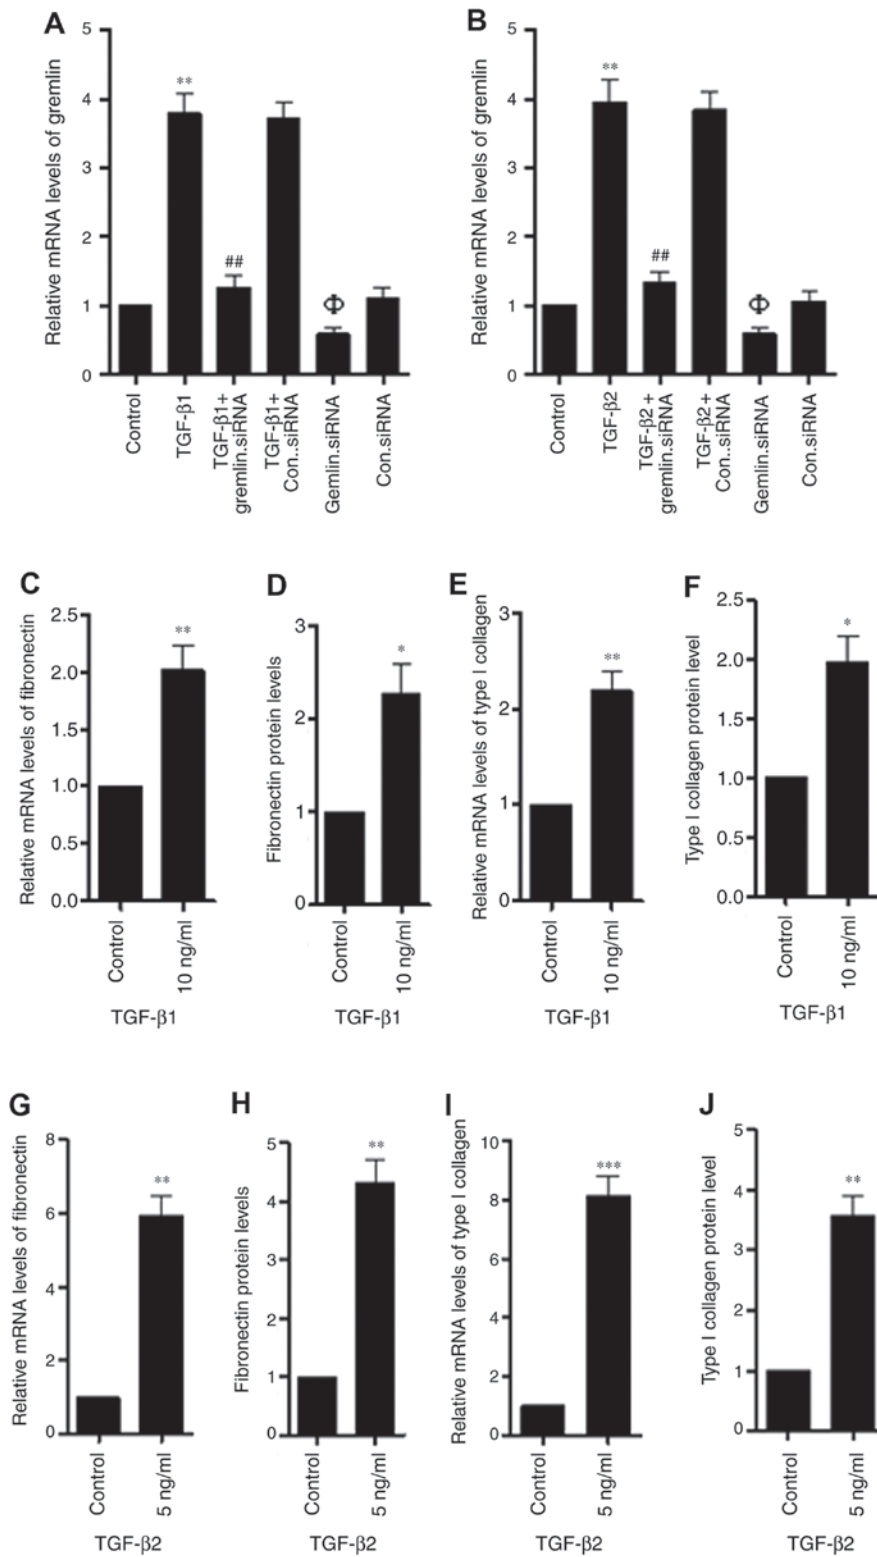 A
Relative mRNA levels of gremlin
5
4
3
2
1
0
**
##
Φ
Control
TGF-β1
TGF-β1+
gremlin.siRNA
TGF-β1+
Con..siRNA
Gemlin.siRNA
Con.siRNA
B
Relative mRNA levels of gremlin
5
4
3
2
1
0
**
##
Φ
Control
TGF-β2
TGF-β2+
gremlin.siRNA
TGF-β2+
Con..siRNA
Gemlin.siRNA
Con.siRNA
C
Relative mRNA levels of fibronectin
2.5
2.0
1.5
1.0
0.5
0.0
**
Control
10 ng/ml
TGF-β1
D
Fibronectin protein levels
3
2
1
0
*
Control
10 ng/ml
TGF-β1
E
Relative mRNA levels of type I collagen
3
2
1
0
**
Control
10 ng/ml
TGF-β1
F
Type I collagen protein level
2.5
2.0
1.5
1.0
0.5
0.0
*
Control
10 ng/ml
TGF-β1
G
Relative mRNA levels of fibronectin
8
6
4
2
0
**
Control
5 ng/ml
TGF-β2
H
Fibronectin protein levels
5
4
3
2
1
0
**
Control
5 ng/ml
TGF-β2
I
Relative mRNA levels of type I collagen
10
8
6
4
2
0
***
Control
5 ng/ml
TGF-β2
J
Type I collagen protein level
5
4
3
2
1
0
**
Control
5 ng/ml
TGF-β2